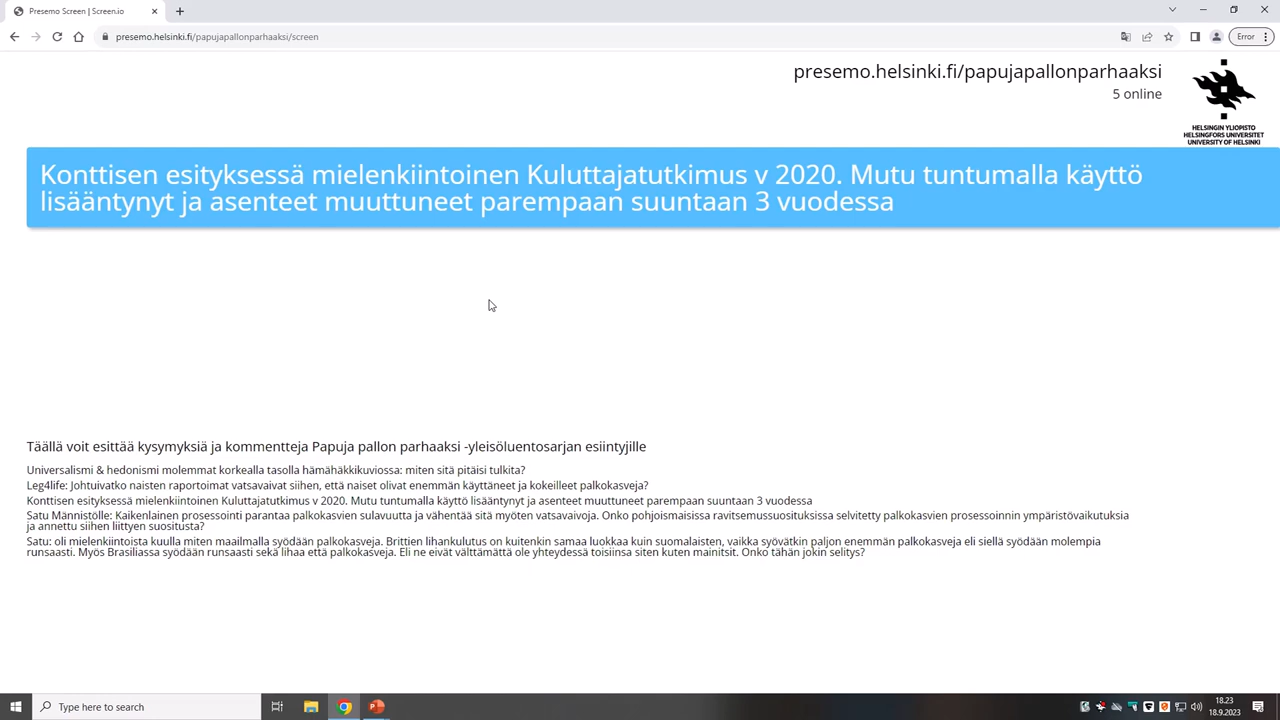 Presemo Screen | Screen.io
presemo.helsinki.fi/papujapallonparhaaksi/screen
Error
presemo.helsinki.fi/papujapallonparhaaksi
5 online
HELSINGIN YLIOPISTO
HELSINGFORS UNIVERSITET
UNIVERSITY OF HELSINKI
Konttisen esityksessä mielenkiintoinen Kuluttajatutkimus v 2020. Mutu tuntumalla käyttö
lisääntynyt ja asenteet muuttuneet parempaan suuntaan 3 vuodessa
Täällä voit esittää kysymyksiä ja kommentteja Papuja pallon parhaaksi -yleisöluentosarjan esiintyjille
Universalismi & hedonismi molemmat korkealla tasolla hämähäkkikuviossa: miten sitä pitäisi tulkita?
Leg4life: Johtuivatko naisten raportoimat vatsavaivat siihen, että naiset olivat enemmän käyttäneet ja kokeilleet palkokasveja?
Konttisen esityksessä mielenkiintoinen Kuluttajatutkimus v 2020. Mutu tuntumalla käyttö lisääntynyt ja asenteet muuttuneet parempaan suuntaan 3 vuodessa
Satu Männistölle: Kaikenlainen prosessointi parantaa palkokasvien sulavuutta ja vähentää sitä myöten vatsavaivoja. Onko pohjoismaisissa ravitsemussuosituksissa selvitetty palkokasvien prosessoinnin ympäristövaikutuksia
ja annettu siihen liittyen suositusta?
Satu: oli mielenkiintoista kuulla miten maailmalla syödään palkokasveja. Brittien lihankulutus on kuitenkin samaa luokkaa kuin suomalaisten, vaikka syövätkin paljon enemmän palkokasveja eli siellä syödään molempia
runsaasti. Myös Brasiliassa syödään runsaasti sekä lihaa että palkokasveja. Eli ne eivät välttämättä ole yhteydessä toisiinsa siten kuten mainitsit. Onko tähän jokin selitys?
Type here to search
18.23
18.9.2023